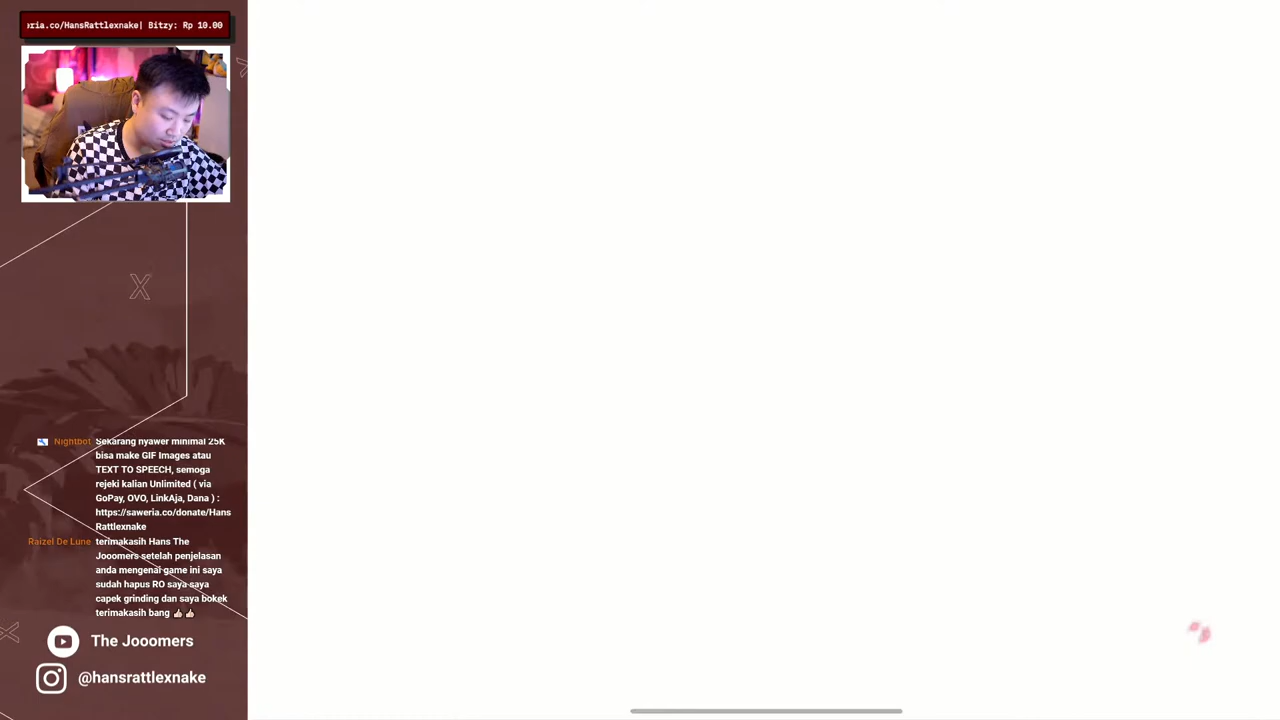 ria.co/HansRattlexnake| Bitzy: Rp 10.00
X
Nightbot Sekarang nyawer minimal 25K
bisa make GIF Images atau
TEXT TO SPEECH, semoga
rejeki kalian Unlimited ( via
GoPay, OVO, LinkAja, Dana ) :
https://saweria.co/donate/Hans
Rattlexnake
Raizel De Lune terimakasih Hans The
Jooomers setelah penjelasan
anda mengenai game ini saya
sudah hapus RO saya saya
capek grinding dan saya bokek
terimakasih bang 👍🏻👍🏻
The Jooomers
@hansrattlexnake